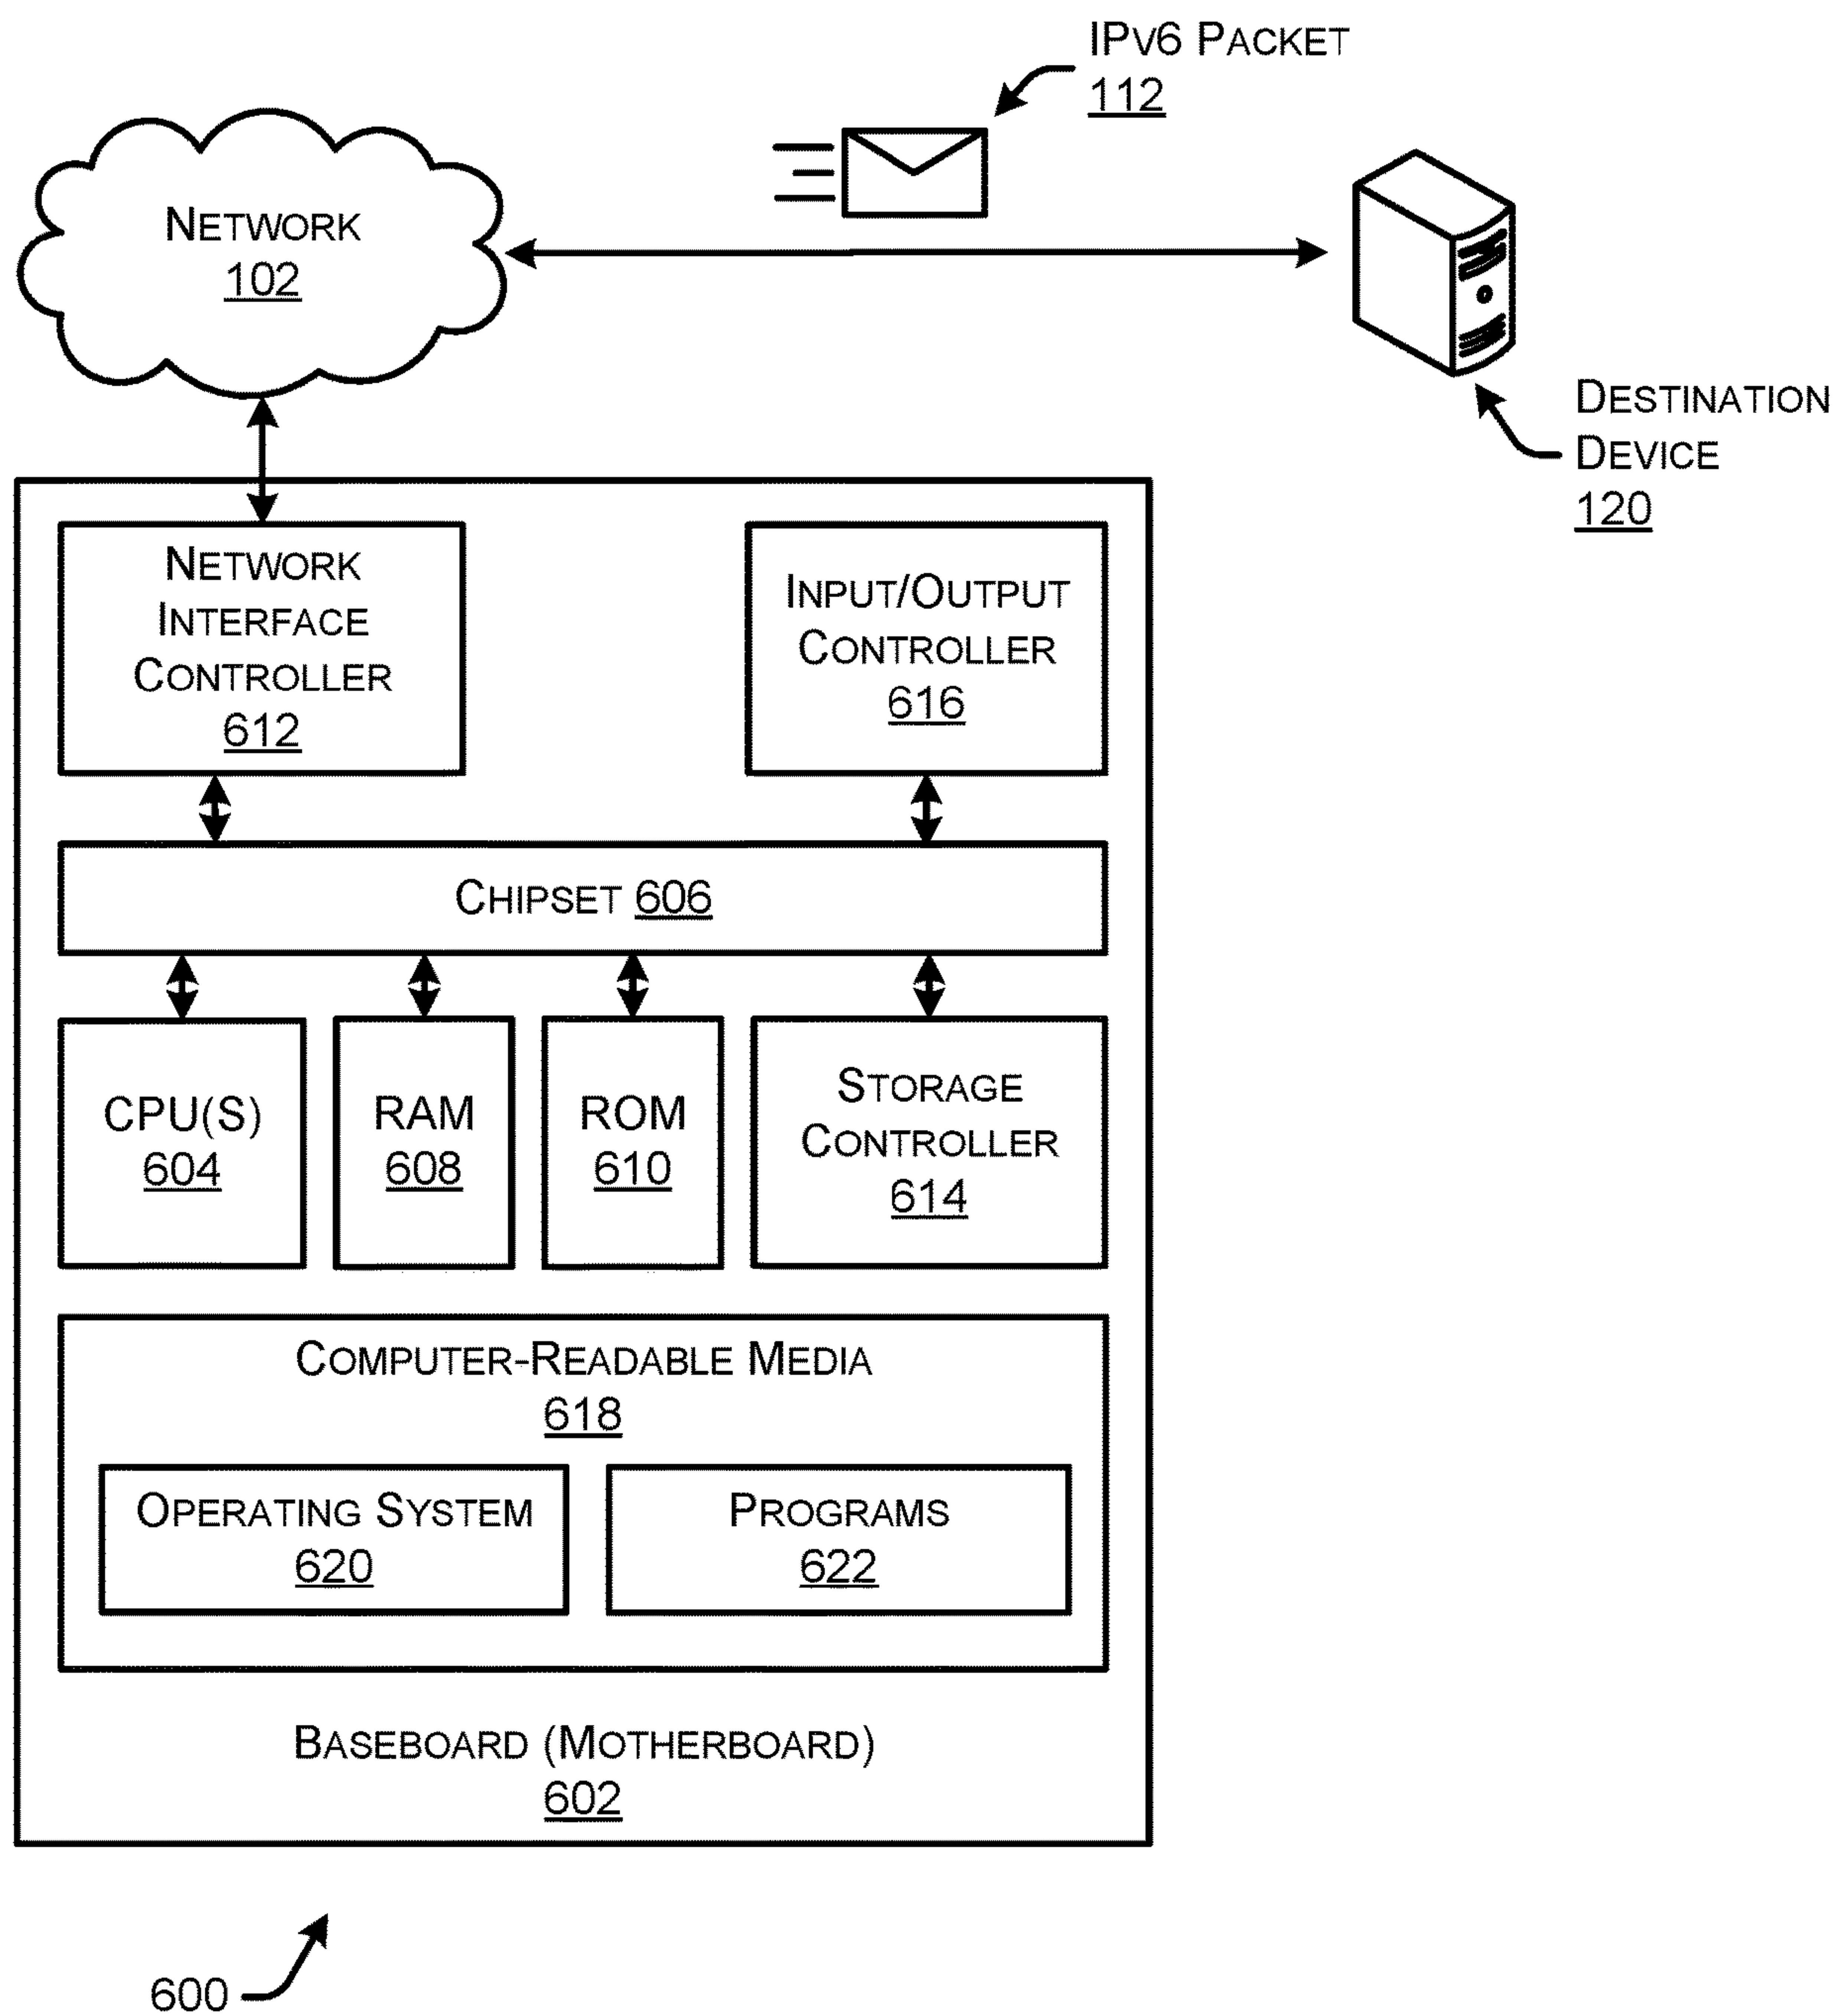 IPv6 Packet
112
Network
102
Destination
Device
120
Network
Interface
Controller
612
Input/Output
Controller
616
Chipset 606
CPU(s)
604
RAM
608
ROM
610
Storage
Controller
614
Computer-Readable Media
618
Operating System
620
Programs
622
Baseboard (Motherboard)
602
600